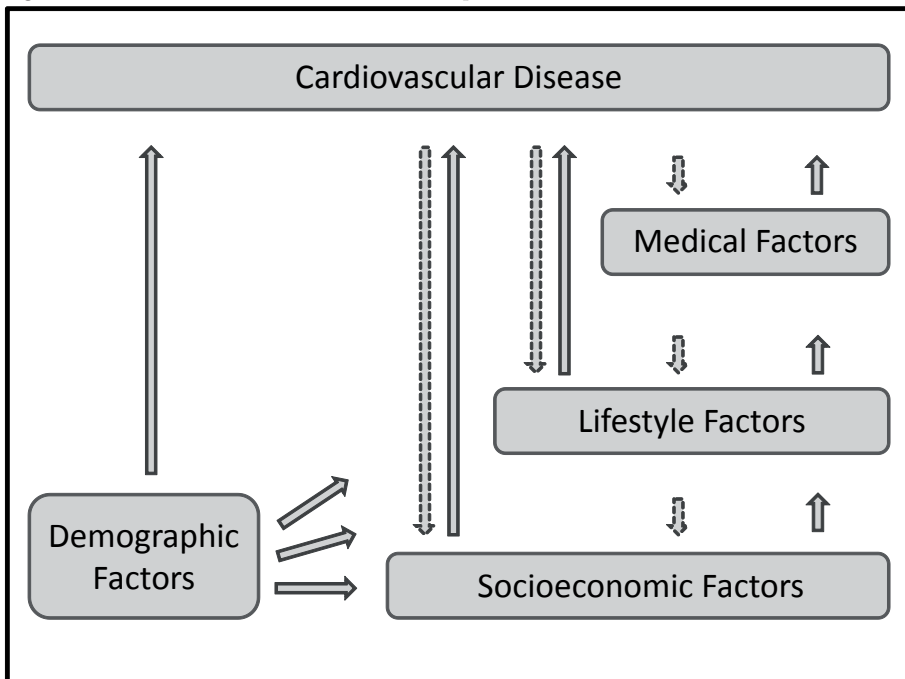 Cardiovascular Disease
Medical Factors
Lifestyle Factors
Demographic
Factors
Socioeconomic Factors